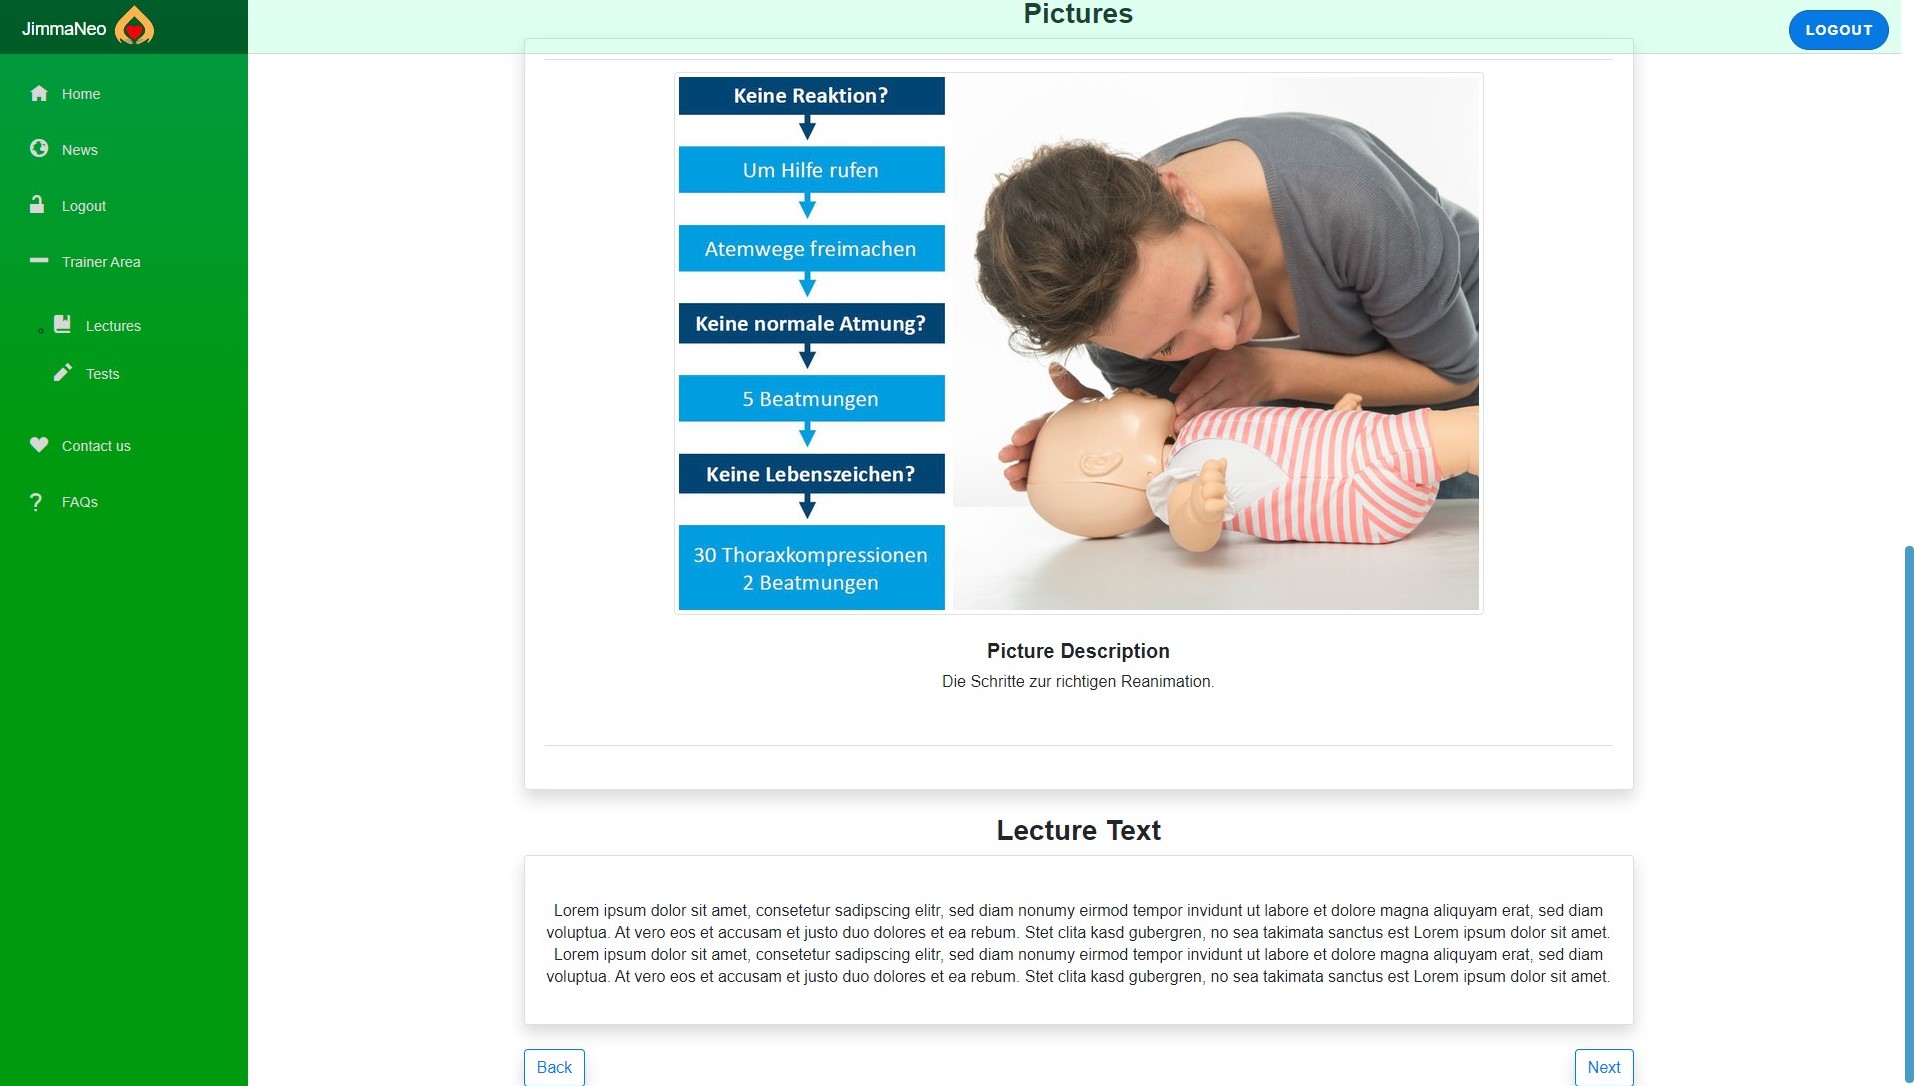 JimmaNeo
Home
News
Logout
Trainer Area
Lectures
Tests
Contact us
FAQs
LOGOUT
Pictures
Keine Reaktion?
Um Hilfe rufen
Atemwege freimachen
Keine normale Atmung?
5 Beatmungen
Keine Lebenszeichen?
30 Thoraxkompressionen
2 Beatmungen
Picture Description
Die Schritte zur richtigen Reanimation.
Lecture Text
Lorem ipsum dolor sit amet, consetetur sadipscing elitr, sed diam nonumy eirmod tempor invidunt ut labore et dolore magna aliquyam erat, sed diam
voluptua. At vero eos et accusam et justo duo dolores et ea rebum. Stet clita kasd gubergren, no sea takimata sanctus est Lorem ipsum dolor sit amet.
Lorem ipsum dolor sit amet, consetetur sadipscing elitr, sed diam nonumy eirmod tempor invidunt ut labore et dolore magna aliquyam erat, sed diam
voluptua. At vero eos et accusam et justo duo dolores et ea rebum. Stet clita kasd gubergren, no sea takimata sanctus est Lorem ipsum dolor sit amet.
Back
Next